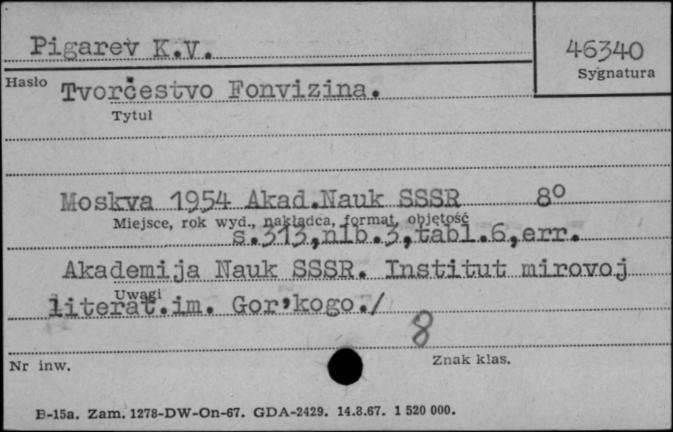 Pigarev K.V.
46340
Hasło
Sygnatura
Tvorčestvo Fonvizina.
Tytuł
Moskva 1954 Akad.Nauk SSSR 8°
Miejsce, rok wyd., nakładca, format, objętość
s.313,nlb.3,tabl.6,err.
Akademija Nauk SSSR. Institut mirovoj
Uwagi
literat.im. Gor'kogo./
8
Nr inw.
Znak klas.
B-15a. Zam. 1278-DW-On-67. GDA-2429. 14.8.67. 1 520 000.